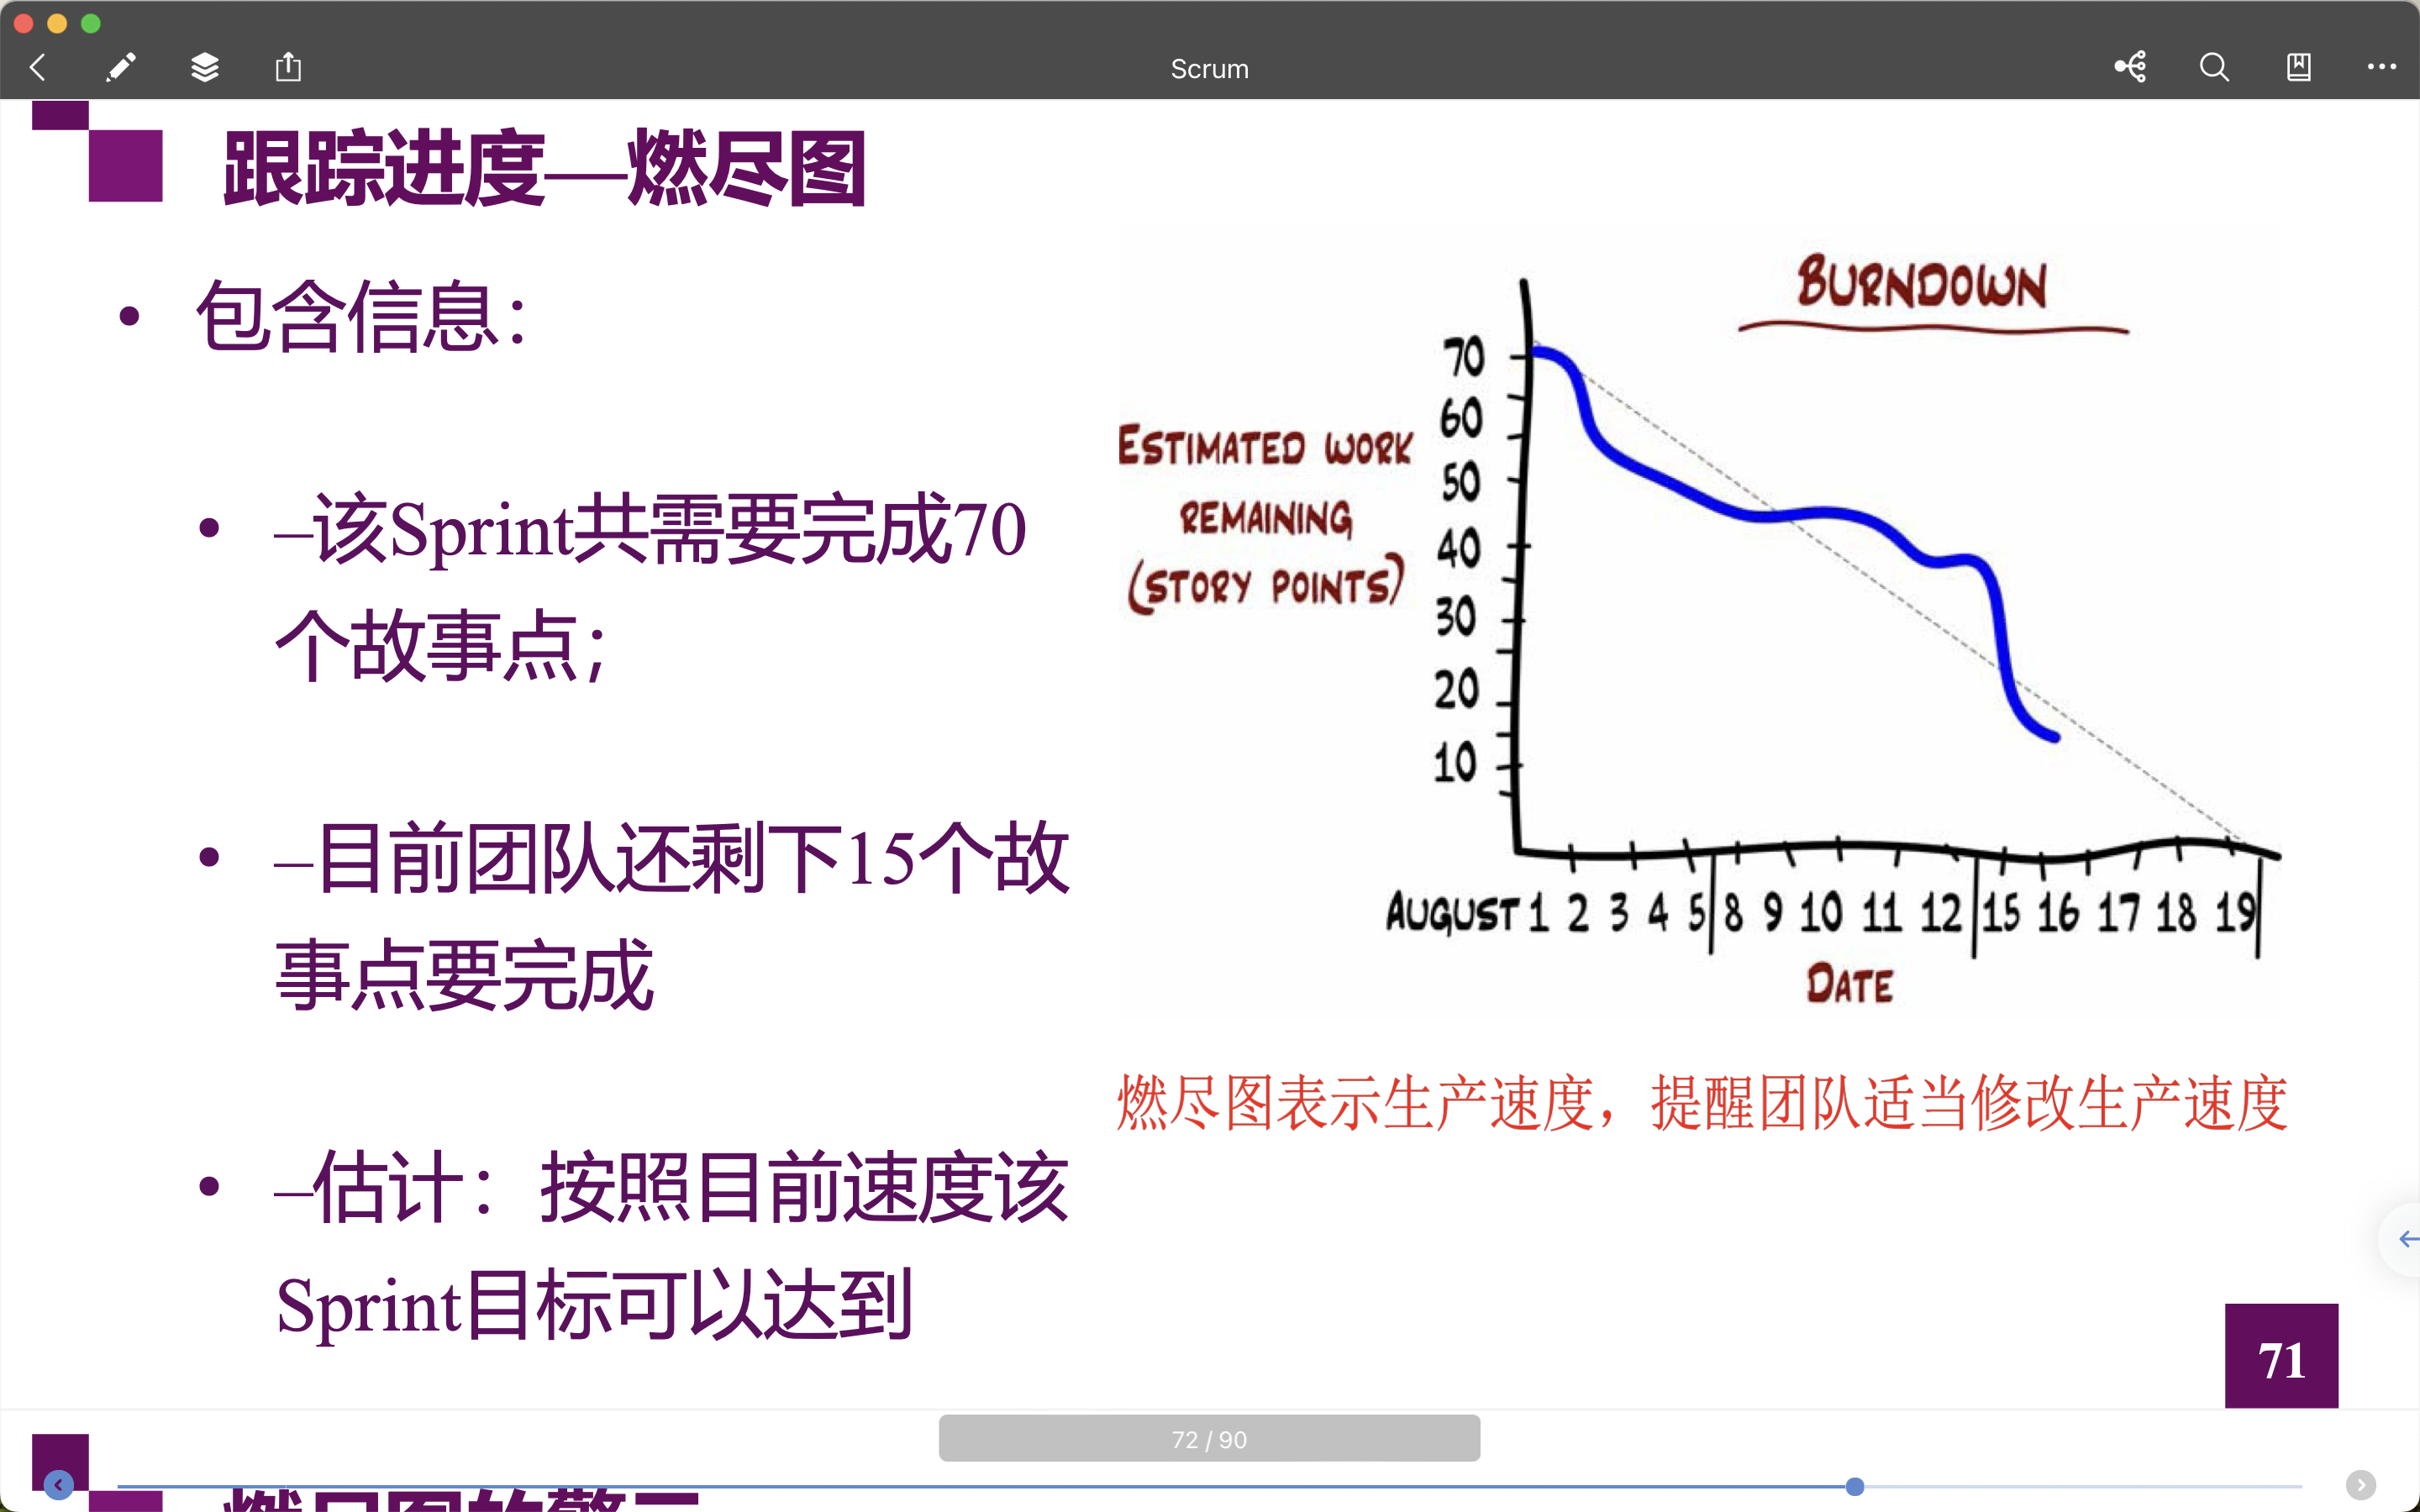 Scrum
跟踪进度—燃尽图
• 包含信息：
• –该Sprint共需要完成70
个故事点；
• –目前团队还剩下15个故
事点要完成
• –估计：按照目前速度该
Sprint目标可以达到
BURNDOWN
70
60
50
40
30
20
10
ESTIMATED WORK
REMAINING
(STORY POINTS)
AUGUST 1 2 3 4 5 8 9 10 11 12 15 16 17 18 19
DATE
燃尽图表示生产速度，提醒团队适当修改生产速度
71
72 / 90
燃尽图的警示